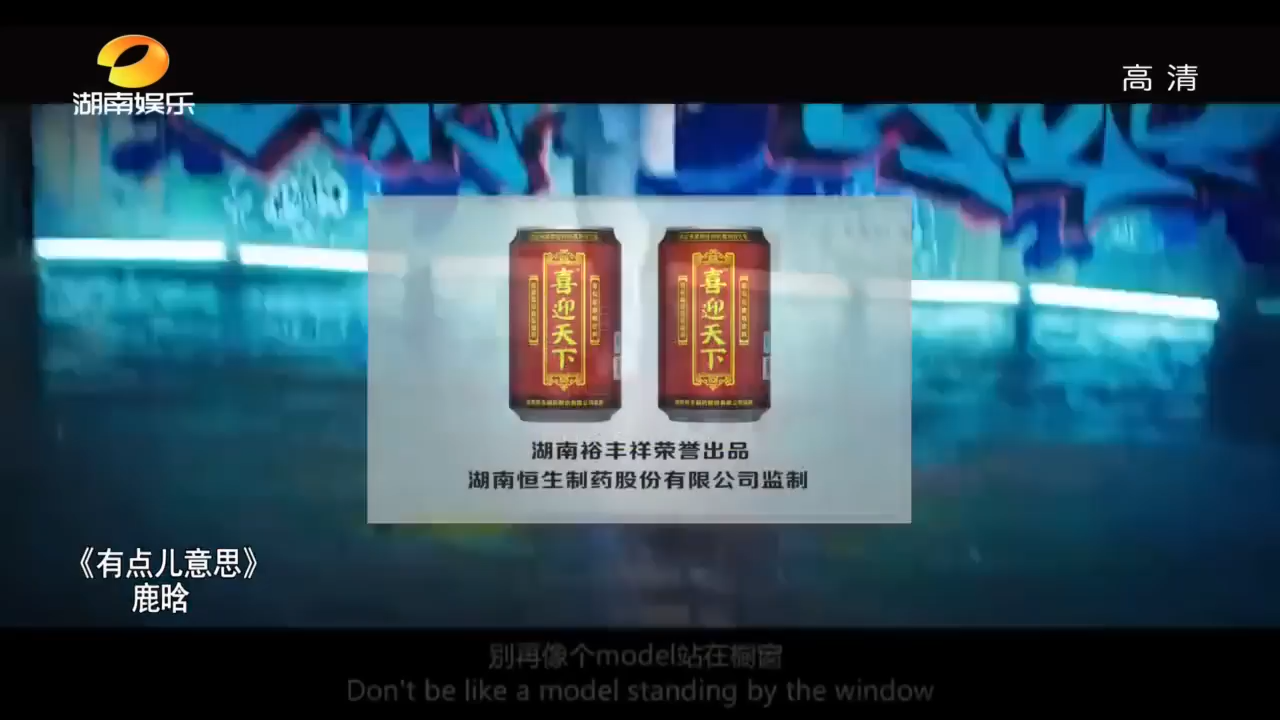 湖南娱乐
高清
喜迎天下
喜迎天下
湖南裕丰祥荣誉出品
湖南恒生制药股份有限公司监制
《有点儿意思》
鹿晗
別再像个model站在橱窗
Don't be like a model standing by the window